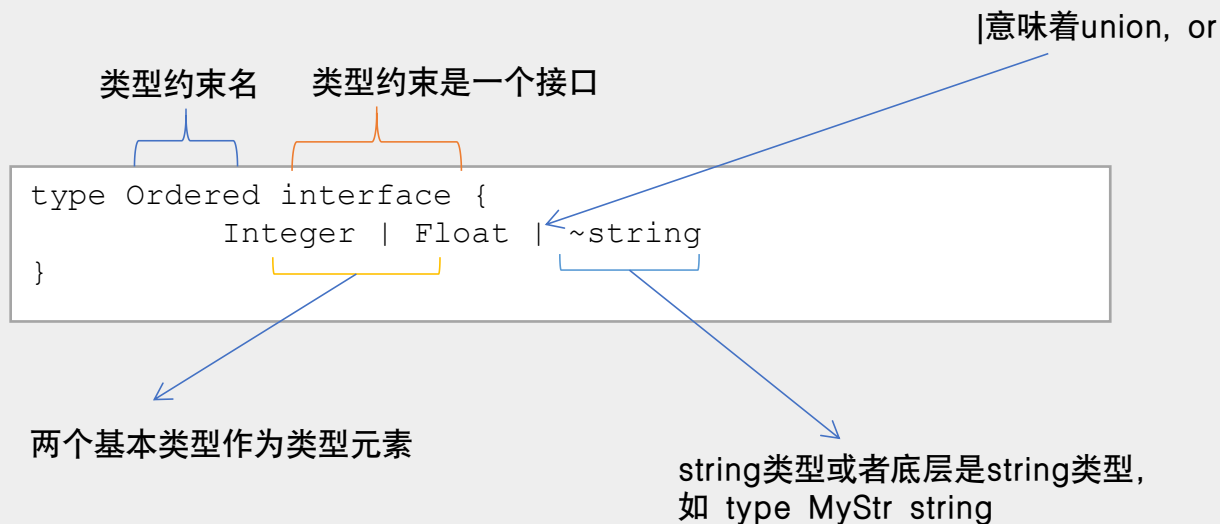 |意味着union, or
类型约束名
类型约束是一个接口
type Ordered interface {
Integer | Float | ~string
}
两个基本类型作为类型元素
string类型或者底层是string类型,
如 type MyStr string